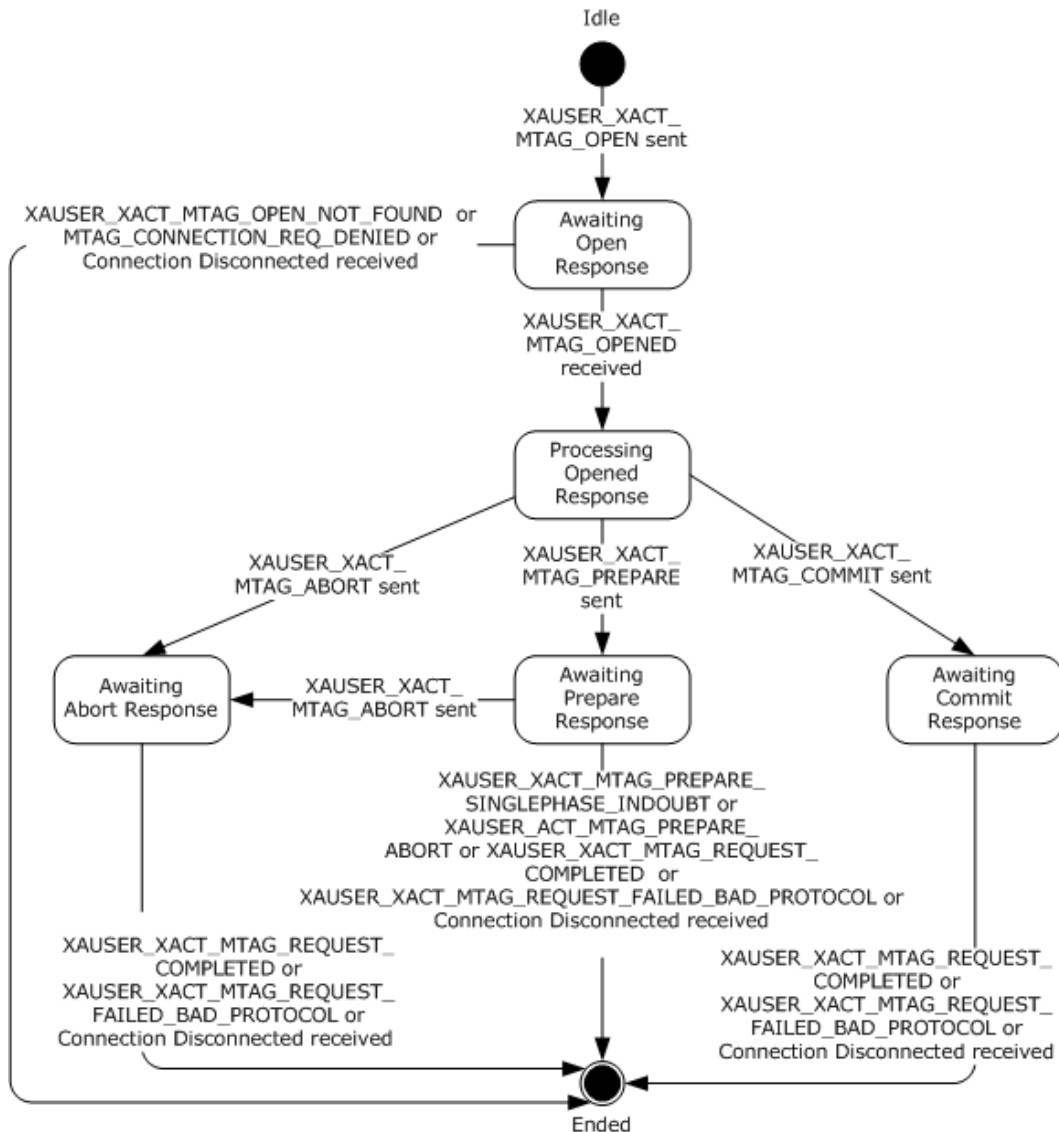 Idle
XAUSER_XACT_
MTAG_OPEN sent
XAUSER_XACT_MTAG_OPEN_NOT_FOUND or
MTAG_CONNECTION_REQ_DENIED or
Connection Disconnected received
Awaiting
Open
Response
XAUSER_XACT_
MTAG_OPENED
received
Processing
Opened
Response
XAUSER_XACT_
MTAG_ABORT sent
XAUSER_XACT_
MTAG_PREPARE
sent
XAUSER_XACT_
MTAG_COMMIT sent
Awaiting
Abort Response
XAUSER_XACT_
MTAG_ABORT sent
Awaiting
Prepare
Response
Awaiting
Commit
Response
XAUSER_XACT_MTAG_PREPARE_
SINGLEPHASE_INDOUBT or
XAUSER_ACT_MTAG_PREPARE_
ABORT or XAUSER_XACT_MTAG_REQUEST_
COMPLETED or
XAUSER_XACT_MTAG_REQUEST_FAILED_BAD_PROTOCOL or
Connection Disconnected received
XAUSER_XACT_MTAG_REQUEST_
COMPLETED or
XAUSER_XACT_MTAG_REQUEST_
FAILED_BAD_PROTOCOL or
Connection Disconnected received
XAUSER_XACT_MTAG_REQUEST_
COMPLETED or
XAUSER_XACT_MTAG_REQUEST_
FAILED_BAD_PROTOCOL or
Connection Disconnected received
Ended